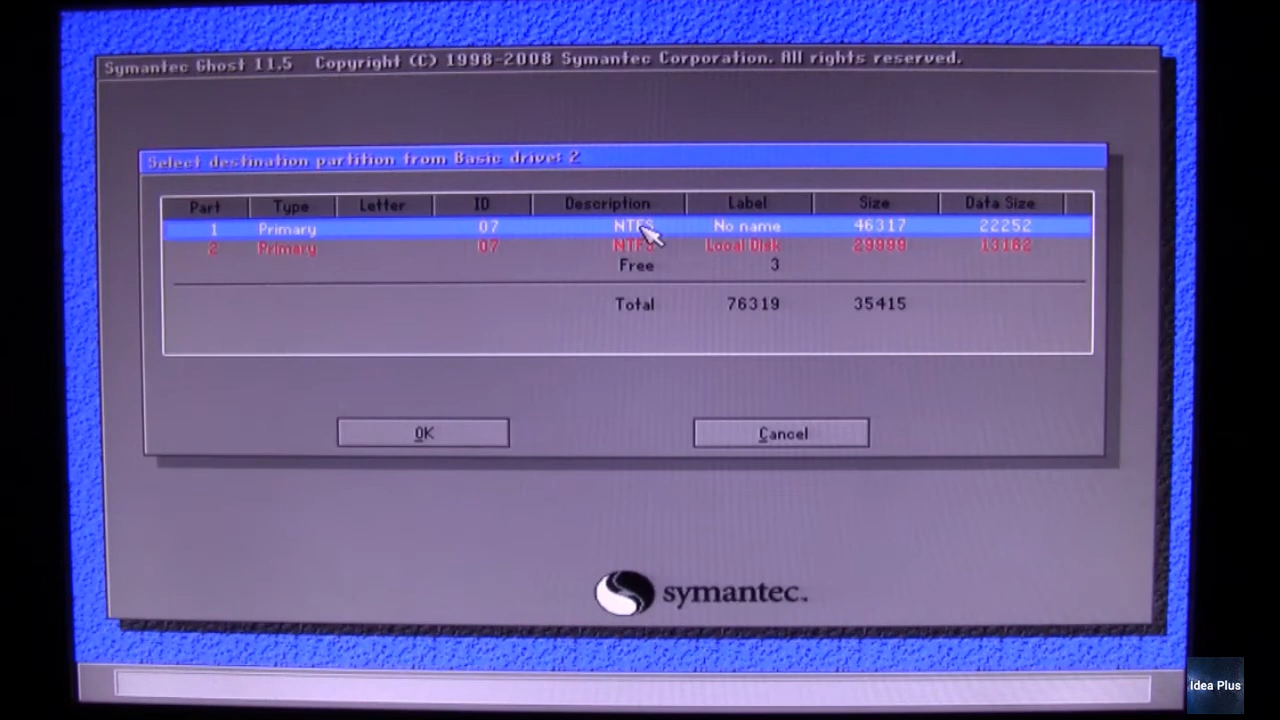 Symantec Ghost 11.5 Copyright (C) 1998-2008 Symantec Corporation. All rights reserved.
Select destination partition from Basic drive: 2
Part Type Letter ID Description Label Size Data Size
1 Primary 07 NTFS No name 46317 22252
2 Primary 07 NTFS Local Disk 29999 13162
Free 3
Total 76319 35415
OK Cancel
symantec.
Idea Plus